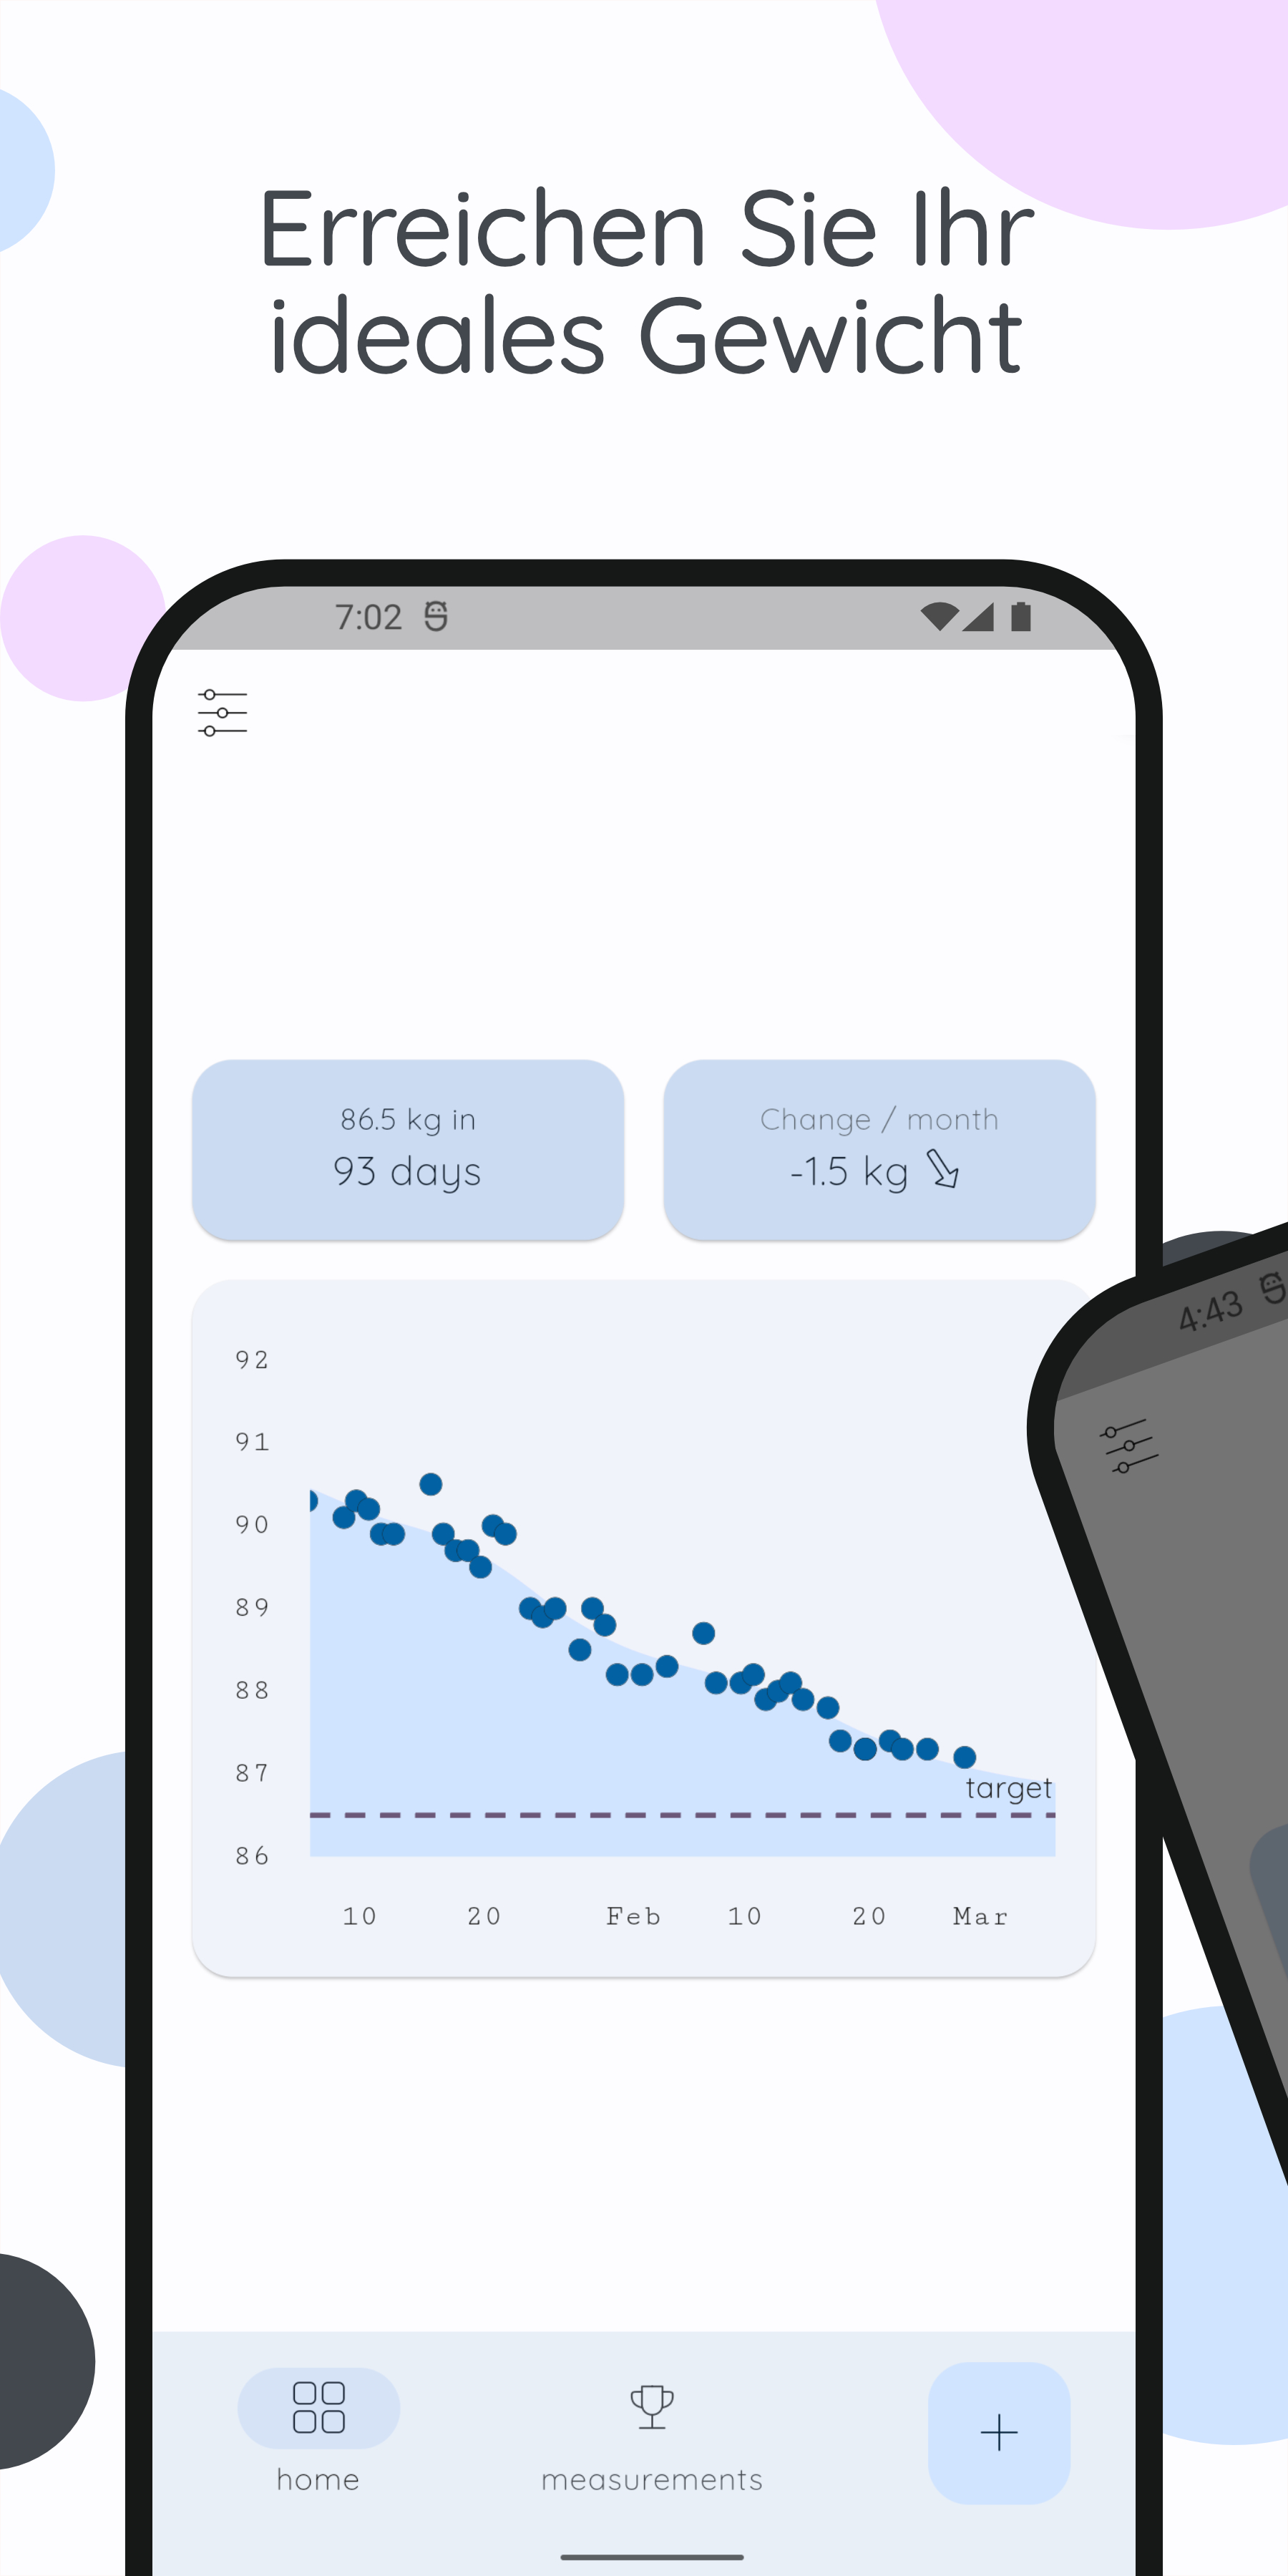 Erreichen Sie Ihr
ideales Gewicht
7:02
86.5 kg in
93 days
Change / month
-1.5 kg
4:43
92
91
90
89
88
87
target
86
10 20 Feb 10 20 Mar
home
measurements